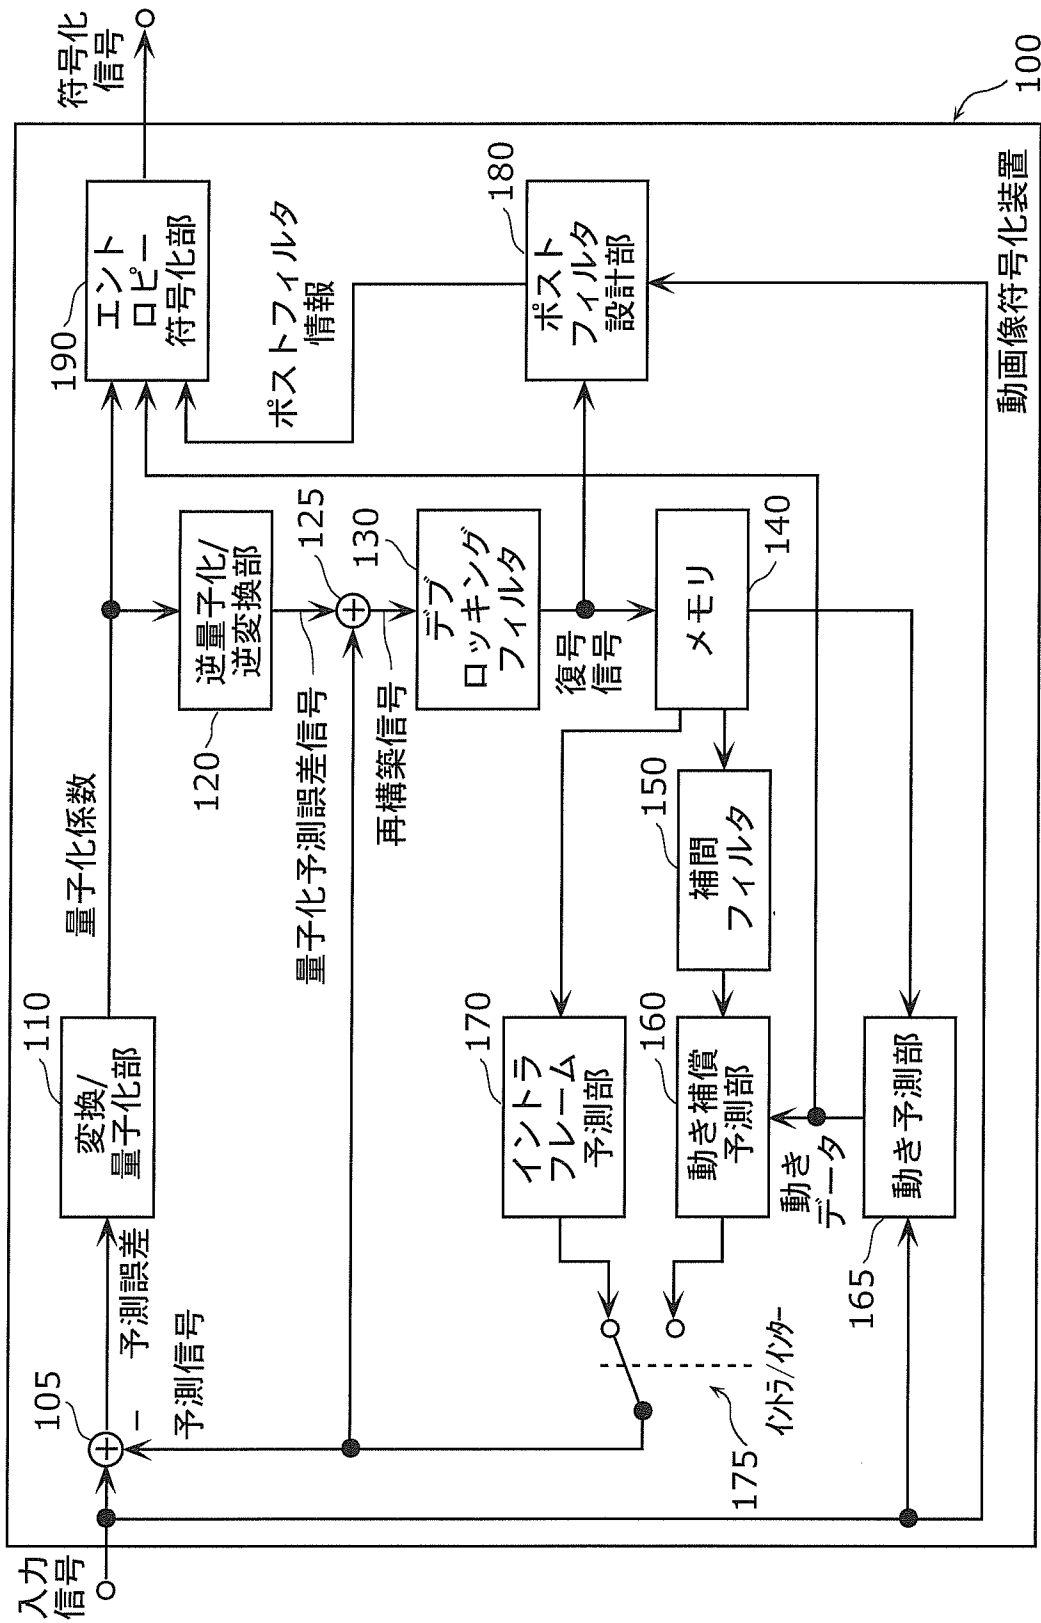 入力
信号
105
予測誤差
−
予測信号
110
変換/
量子化部
量子化係数
120
逆量子化/
逆変換部
量子化予測誤差信号
125
再構築信号
130
デブ
ロッキング
フィルタ
復号
信号
140
メモリ
150
補間
フィルタ
160
動き補償
予測部
170
イントラ
フレーム
予測部
165
動き予測部
動き
データ
175
イントラ/インター
180
ポスト
フィルタ
設計部
ポストフィルタ
情報
190
エント
ロピー
符号化部
符号化
信号
100
動画像符号化装置